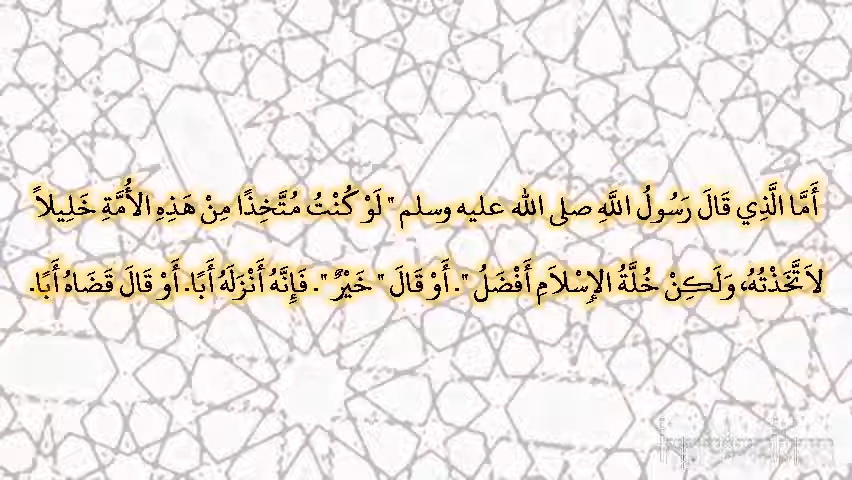 أَمَّا الَّذِي قَالَ رَسُولُ اللَّهِ صلى الله عليه وسلم " لَوْ كُنْتُ مُتَّخِذًا مِنْ هَذِهِ الأُمَّةِ خَلِيلاً
لاَتَّخَذْتُهُ، وَلَكِنْ خُلَّةُ الإِسْلاَمِ أَفْضَلُ ". أَوْ قَالَ " خَيْرٌ ". فَإِنَّهُ أَنْزَلَهُ أَبًا. أَوْ قَالَ قَضَاهُ أَبًا.